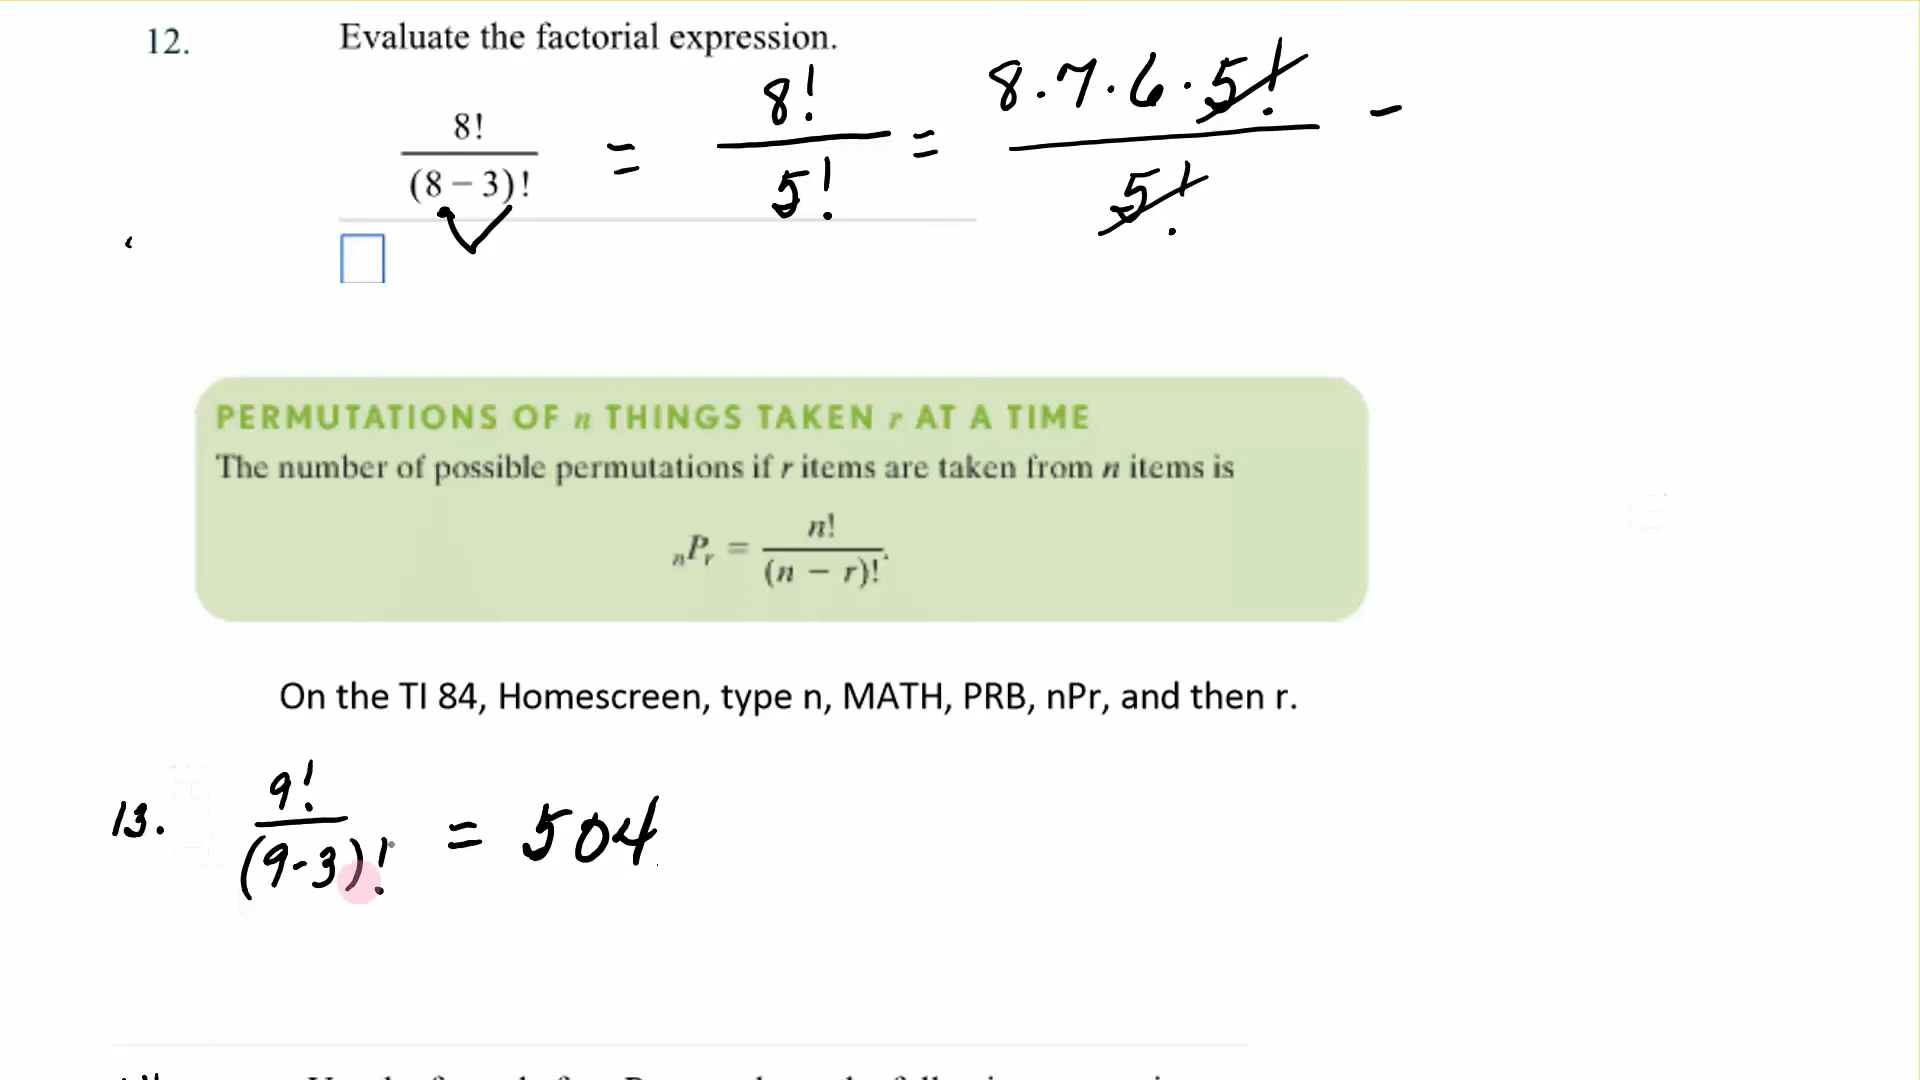 12. Evaluate the factorial expression.
8! / (8 − 3)! = 8! / 5! = 8·7·6·5! / 5! -
PERMUTATIONS OF n THINGS TAKEN r AT A TIME
The number of possible permutations if r items are taken from n items is
nPr = n! / (n − r)!.
On the TI 84, Homescreen, type n, MATH, PRB, nPr, and then r.
13. 9! / (9-3)! = 504